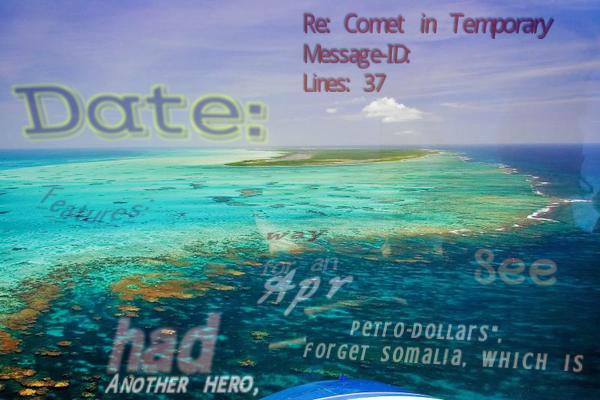 Re: Comet in Temporary
Message-ID:
Lines: 37
Date:
Features:
way
for an
Apr
See
had
ANOTHER HERO,
PETRO-DOLLARS",
FORGET SOMALIA, WHICH IS